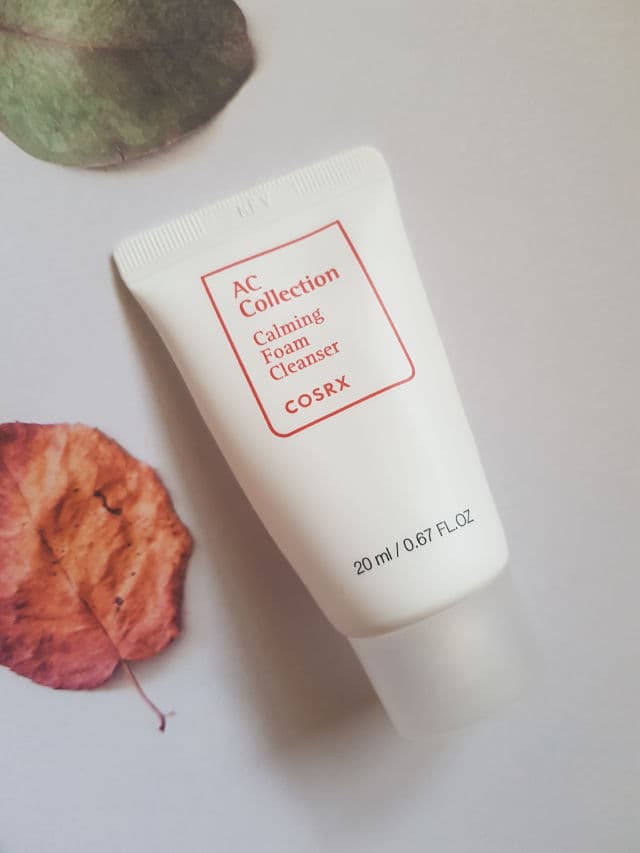 AC
Collection
Calming
Foam
Cleanser
COSRX
20 ml / 0.67 FL.OZ